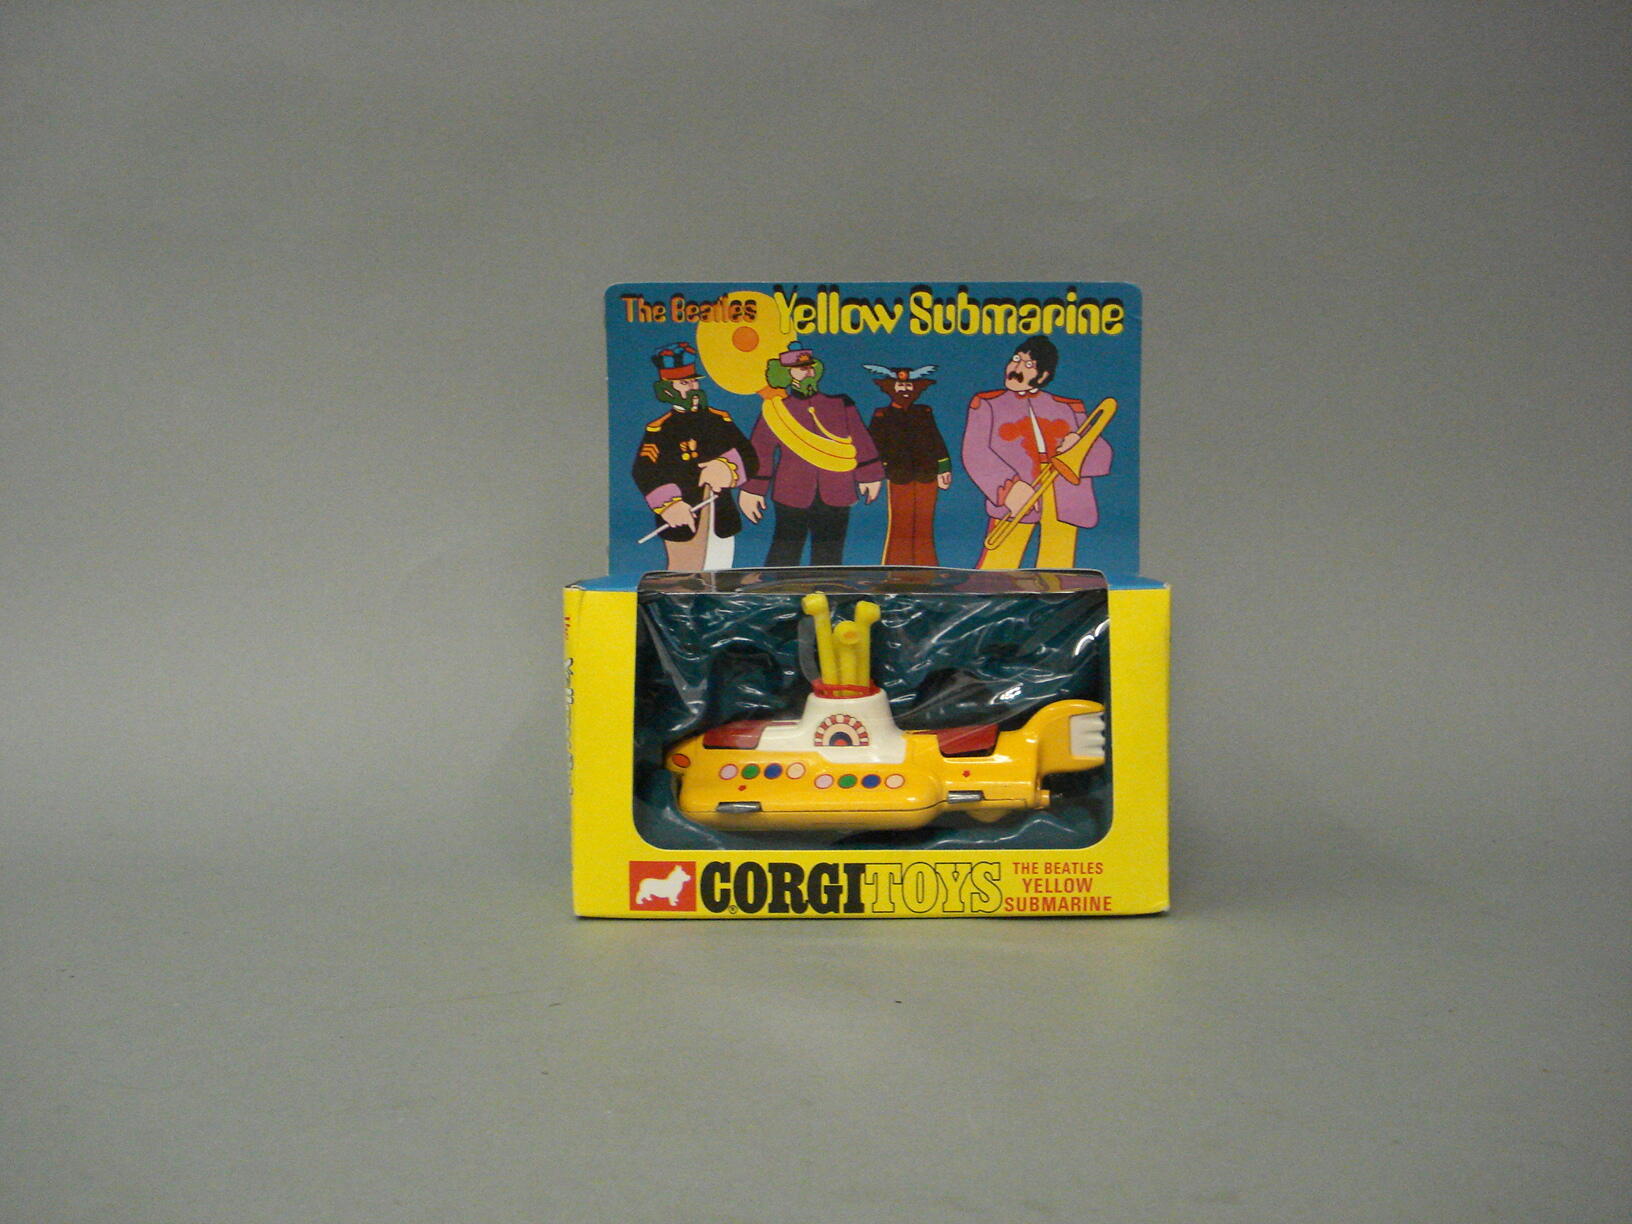 The Beatles Yellow Submarine
CORGI TOYS
THE BEATLES
YELLOW
SUBMARINE